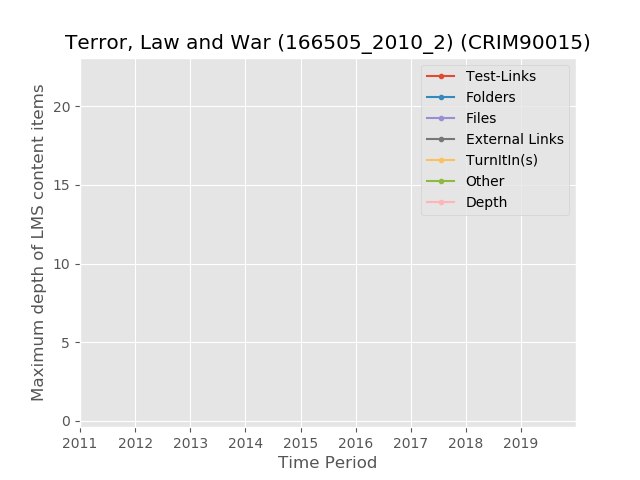 Terror, Law and War (166505_2010_2) (CRIM90015)
Maximum depth of LMS content items
20
15
10
5
0
Test-Links
Folders
Files
External Links
TurnItIn(s)
Other
Depth
2011 2012 2013 2014 2015 2016 2017 2018 2019
Time Period